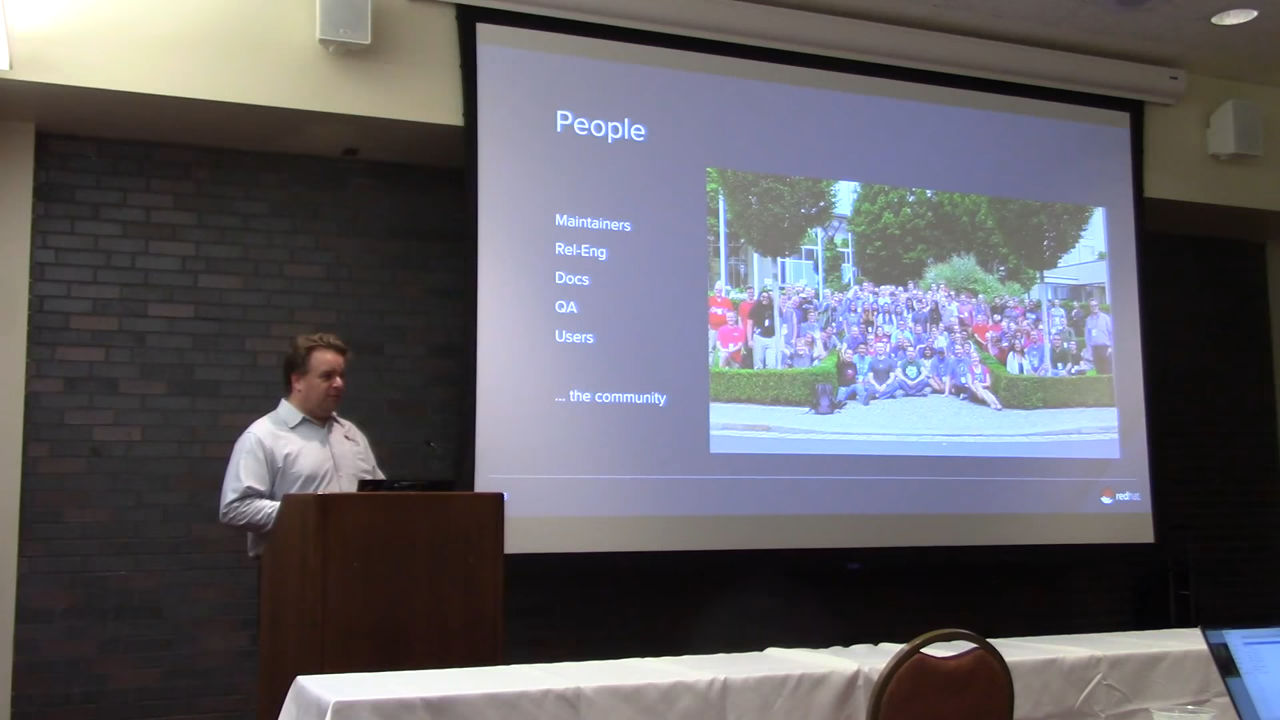 People
Maintainers
Rel-Eng
Docs
QA
Users
... the community
redhat